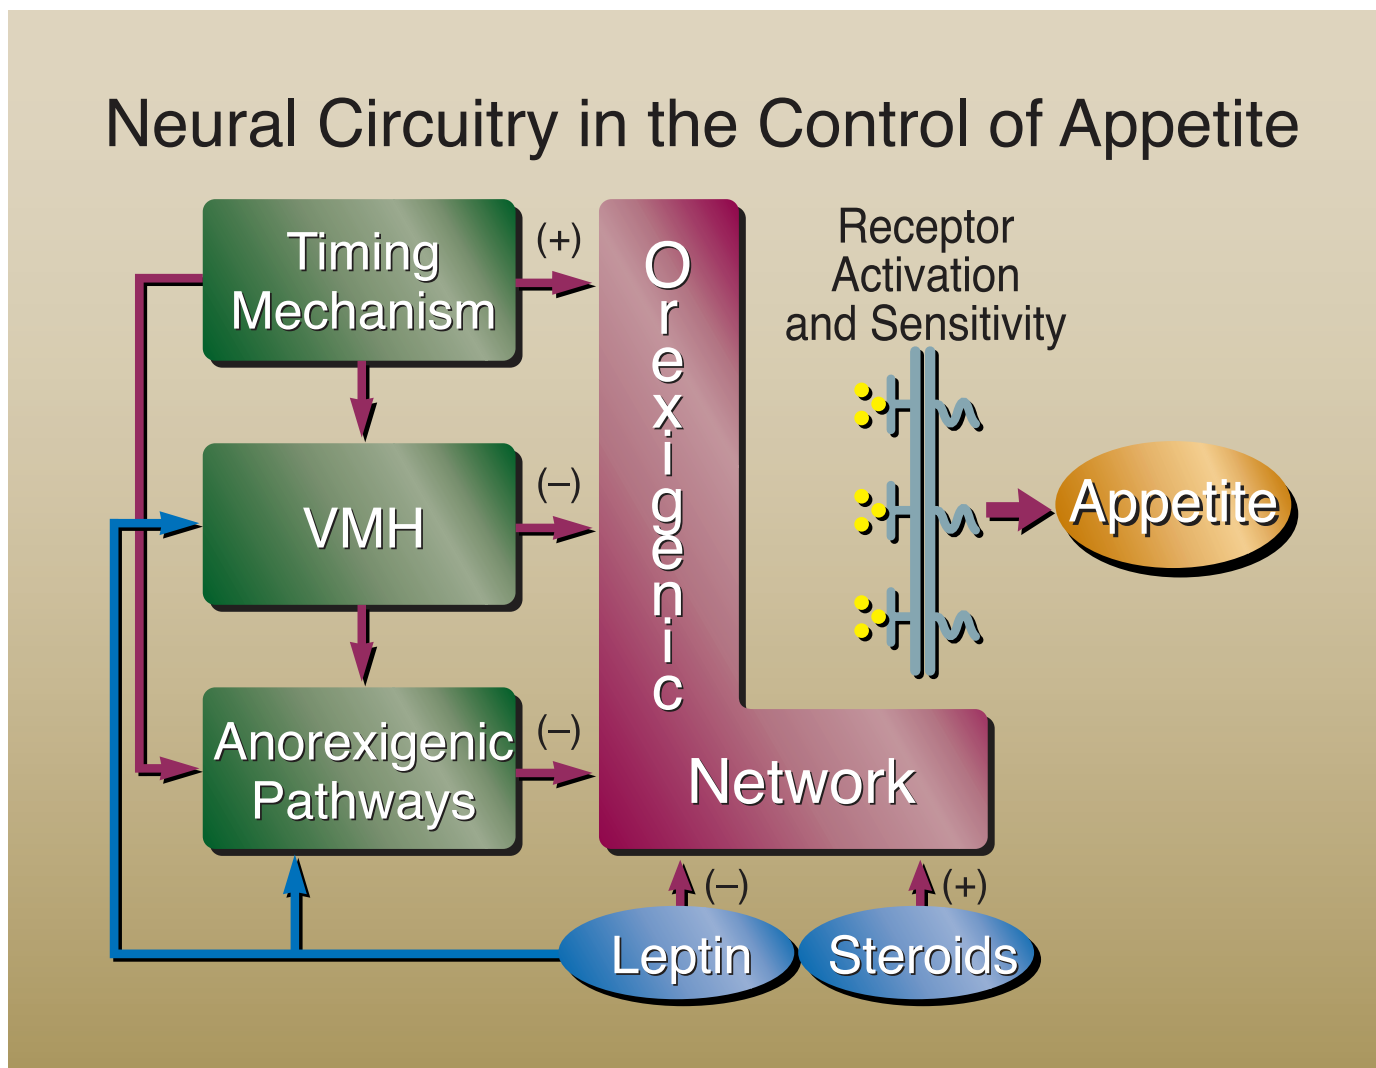 Neural Circuitry in the Control of Appetite
Timing
Mechanism
(+)
VMH
(–)
Anorexigenic
Pathways
(–)
Orexigenic
Network
Receptor
Activation
and Sensitivity
Appetite
(–)
(+)
Leptin
Steroids